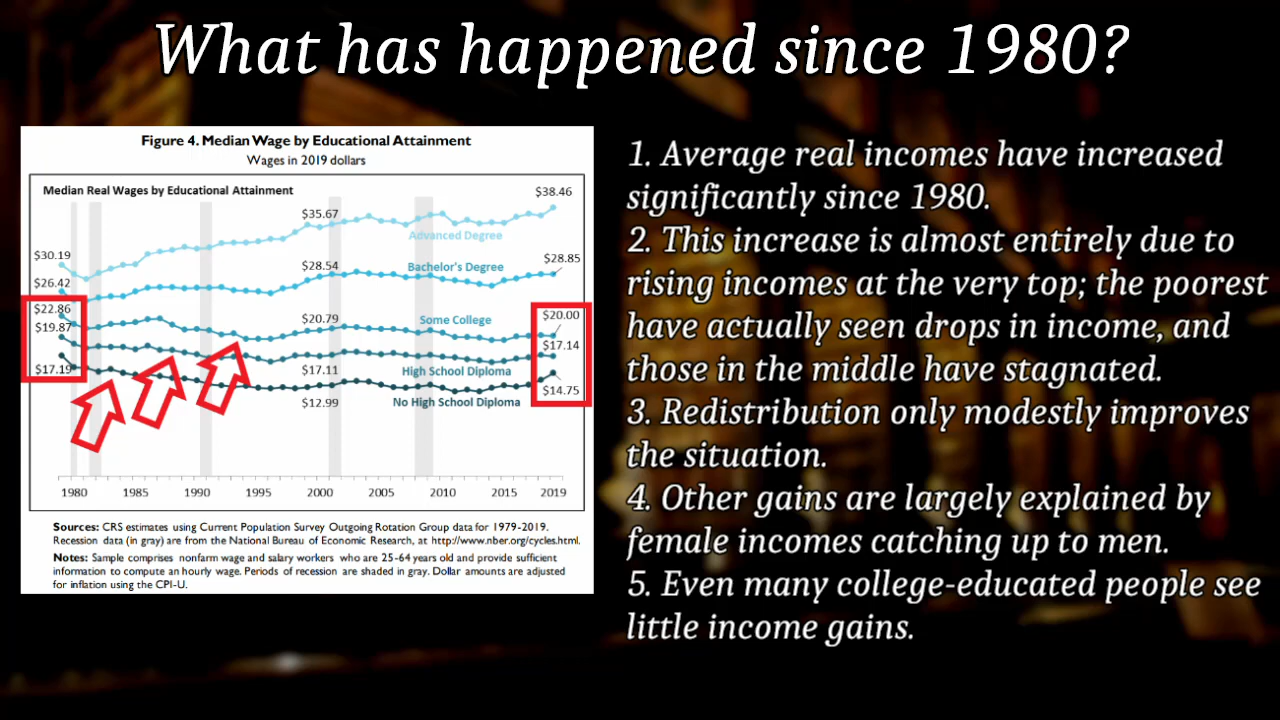 What has happened since 1980?
Figure 4. Median Wage by Educational Attainment
Wages in 2019 dollars
Median Real Wages by Educational Attainment
$38.46
$35.67
Advanced Degree
$30.19
$28.54
Bachelor's Degree
$28.85
$26.42
$22.86
$20.79
Some College
$20.00
$19.87
$17.14
$17.19
$17.11
High School Diploma
$14.75
$12.99
No High School Diploma
1980 1985 1990 1995 2000 2005 2010 2015 2019
Sources: CRS estimates using Current Population Survey Outgoing Rotation Group data for 1979-2019.
Recession data (in gray) are from the National Bureau of Economic Research, at http://www.nber.org/cycles.html.
Notes: Sample comprises nonfarm wage and salary workers who are 25-64 years old and provide sufficient
information to compute an hourly wage. Periods of recession are shaded in gray. Dollar amounts are adjusted
for inflation using the CPI-U.
1. Average real incomes have increased
significantly since 1980.
2. This increase is almost entirely due to
rising incomes at the very top; the poorest
have actually seen drops in income, and
those in the middle have stagnated.
3. Redistribution only modestly improves
the situation.
4. Other gains are largely explained by
female incomes catching up to men.
5. Even many college-educated people see
little income gains.